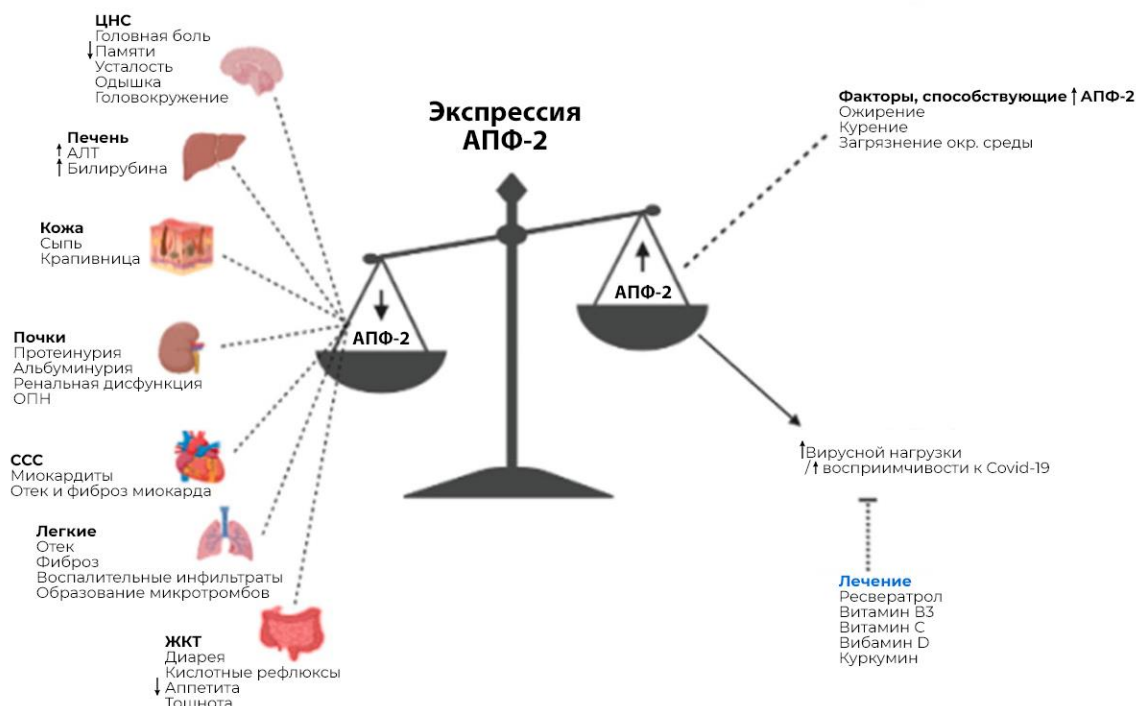 ЦНС
Головная боль
↓ Памяти
Усталость
Одышка
Головокружение
Печень
↑ АЛТ
↑ Билирубина
Кожа
Сыпь
Крапивница
Почки
Протеинурия
Альбуминурия
Ренальная дисфункция
ОПН
ССС
Миокардиты
Отек и фиброз миокарда
Легкие
Отек
Фиброз
Воспалительные инфильтраты
Образование микротромбов
ЖКТ
Диарея
Кислотные рефлюксы
↓ Аппетита
Тошнота
Экспрессия
АПФ-2
↓
АПФ-2
↑
АПФ-2
Факторы, способствующие ↑ АПФ-2
Ожирение
Курение
Загрязнение окр. среды
↑Вирусной нагрузки
/↑ восприимчивости к Covid-19
Лечение
Ресвератрол
Витамин B3
Витамин C
Вибамин D
Куркумин